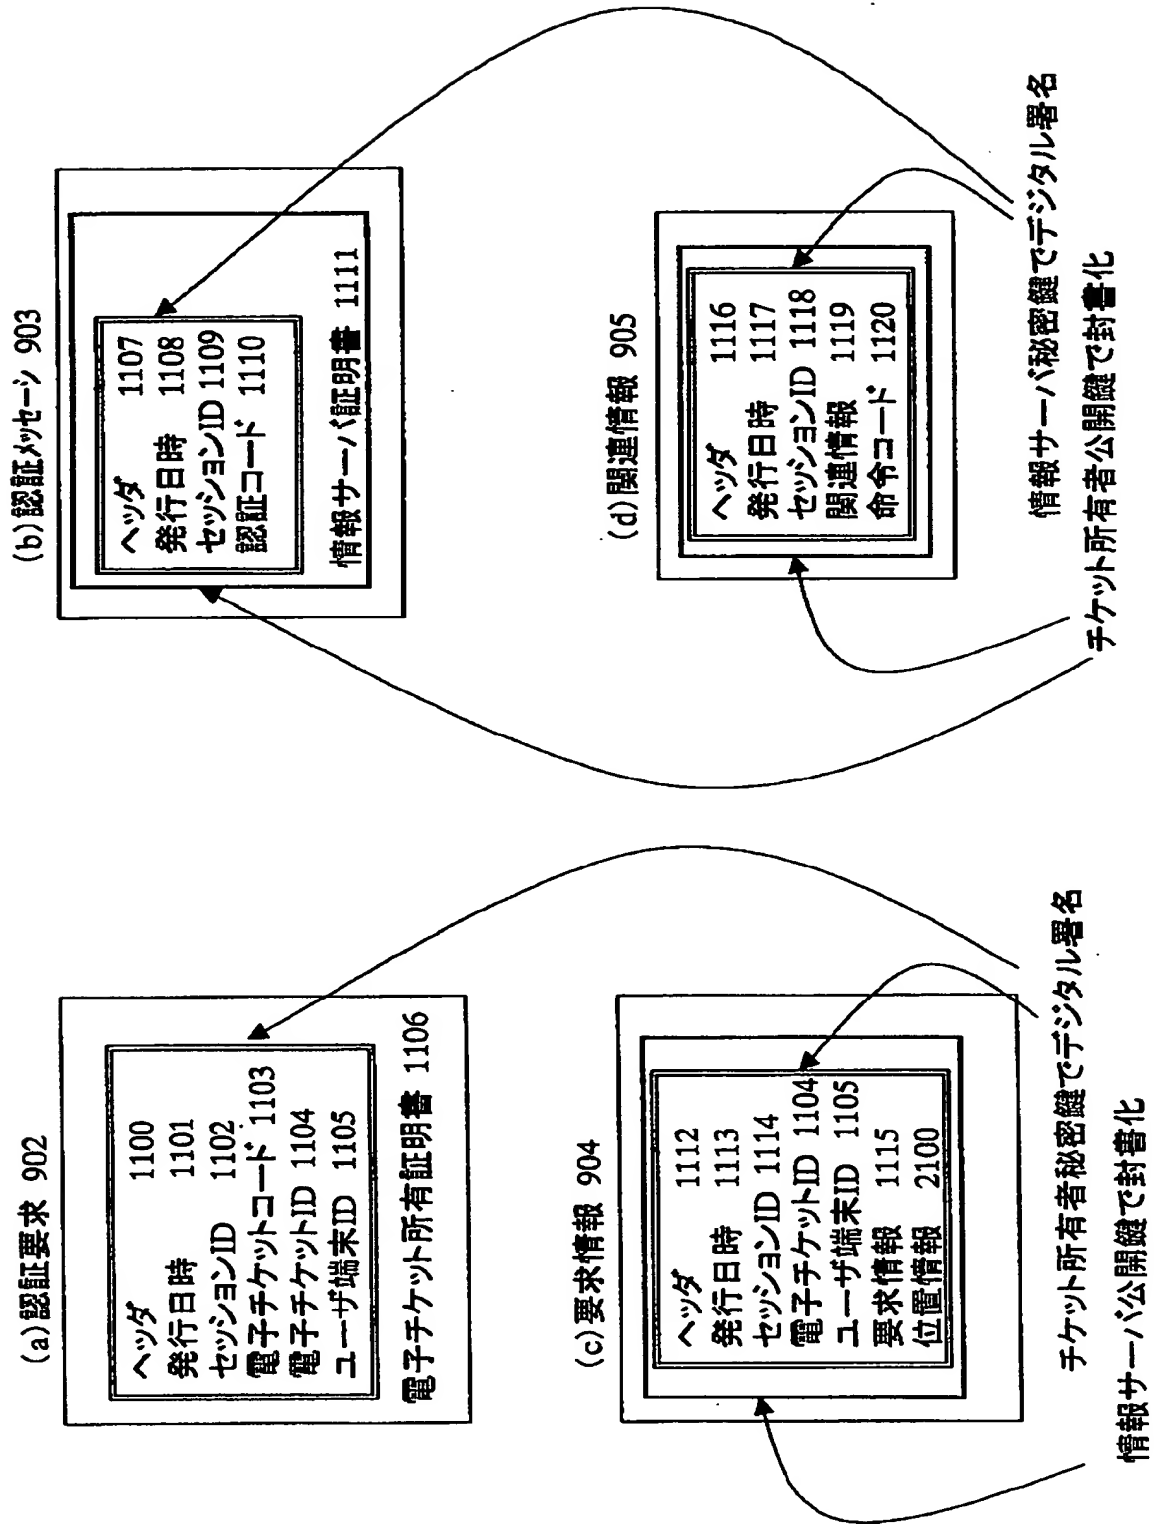 (a)認証要求 902
ヘッダ 1100
発行日時 1101
セッションID 1102
電子チケットコード 1103
電子チケットID 1104
ユーザ端末ID 1105
電子チケット所有証明書 1106
(b)認証メッセージ 903
ヘッダ 1107
発行日時 1108
セッションID 1109
認証コード 1110
情報サーバ証明書 1111
(c)要求情報 904
ヘッダ 1112
発行日時 1113
セッションID 1114
電子チケットID 1104
ユーザ端末ID 1105
要求情報 1115
位置情報 2100
チケット所有者秘密鍵でデジタル署名
情報サーバ公開鍵で封書化
(d)関連情報 905
ヘッダ 1116
発行日時 1117
セッションID 1118
関連情報 1119
命令コード 1120
情報サーバ秘密鍵でデジタル署名
チケット所有者公開鍵で封書化